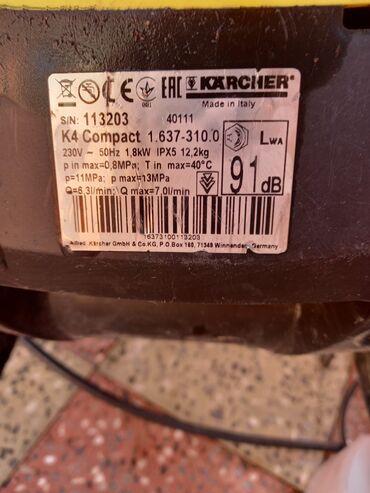 EAC KÄRCHER
Made in Italy
S/N: 113203 40111
K4 Compact 1.637-310.0
230V ~ 50Hz 1,8kW IPX5 12,2kg
p in max=0,8MPa; T in max=40°C
p=11MPa; p max=13MPa
Q=6,3l/min; Q max=7,0l/min
LWA
91 dB
16373100113203
Alfred Kärcher GmbH & Co.KG, P.O.Box 160, 71349 Winnenden, Germany